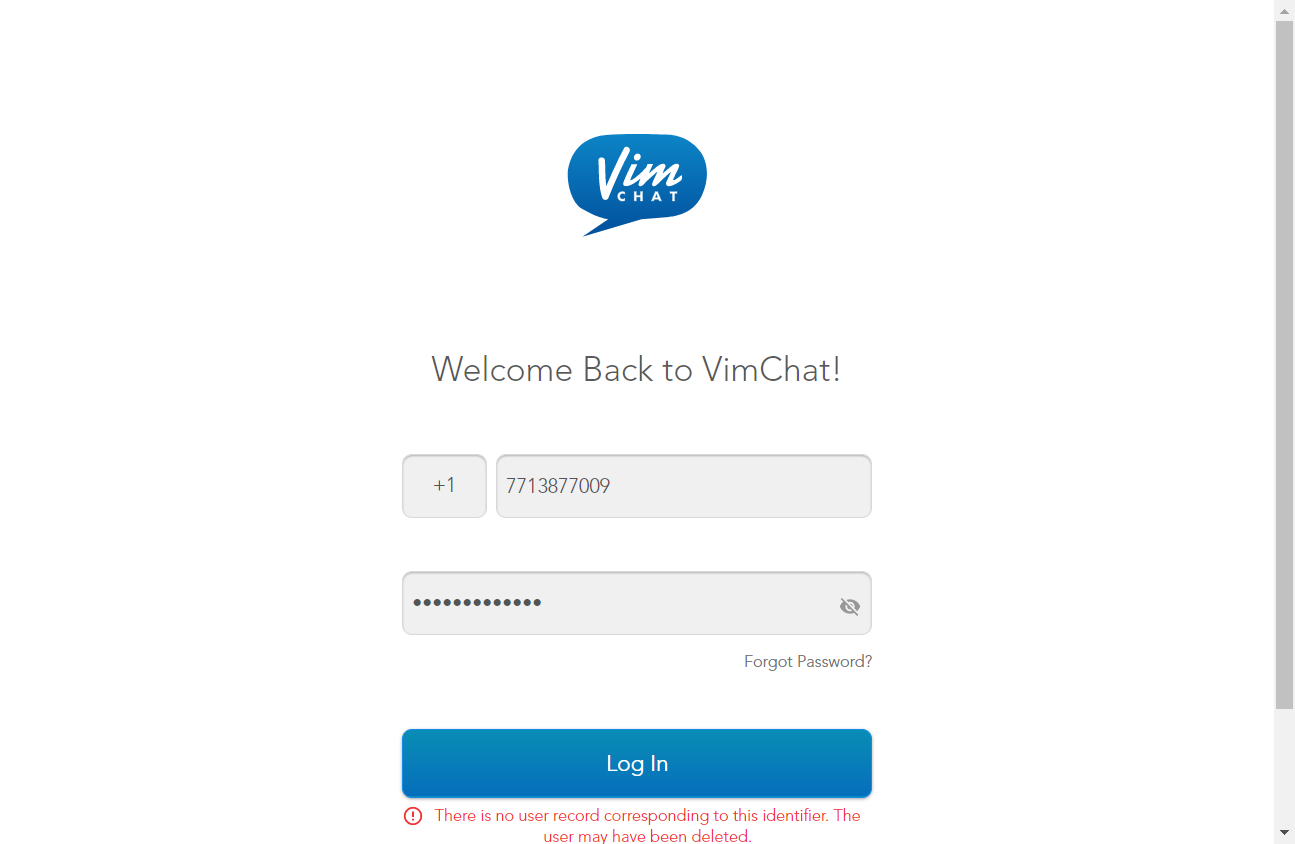 Vim
CHAT
Welcome Back to VimChat!
+1
7713877009
•••••••••••••
Forgot Password?
Log In
There is no user record corresponding to this identifier. The
user may have been deleted.